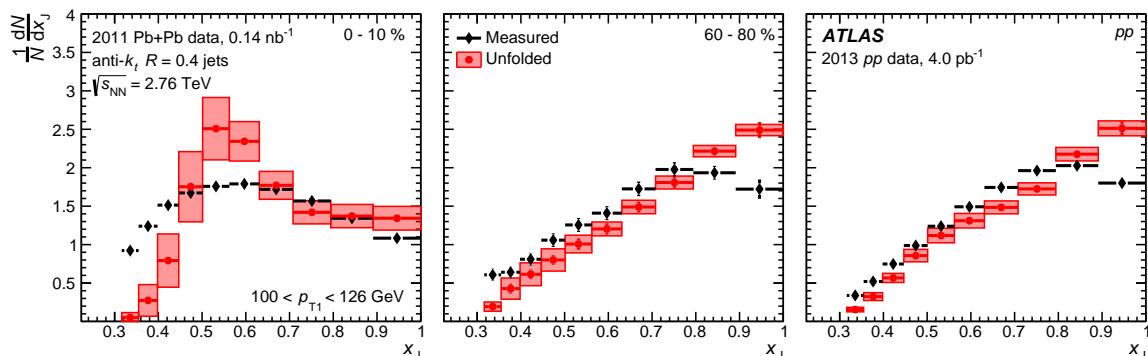 1/N dN/dx_J
4
3.5
3
2.5
2
1.5
1
0.5
2011 Pb+Pb data, 0.14 nb⁻¹
0 - 10 %
anti-k_t R = 0.4 jets
√s_NN = 2.76 TeV
100 < p_T1 < 126 GeV
0.3 0.4 0.5 0.6 0.7 0.8 0.9 1
x_J
Measured
60 - 80 %
Unfolded
0.3 0.4 0.5 0.6 0.7 0.8 0.9 1
x_J
ATLAS
pp
2013 pp data, 4.0 pb⁻¹
0.3 0.4 0.5 0.6 0.7 0.8 0.9 1
x_J